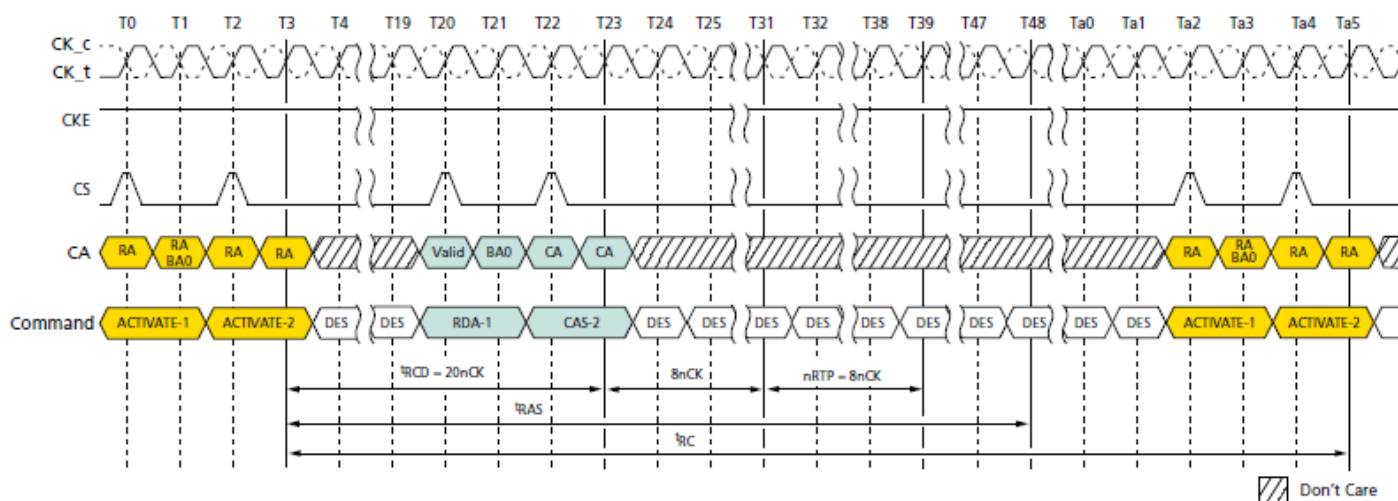 T0 T1 T2 T3 T4 T19 T20 T21 T22 T23 T24 T25 T31 T32 T38 T39 T47 T48 Ta0 Ta1 Ta2 Ta3 Ta4 Ta5
CK_c
CK_t
CKE
CS
CA RA RA BA0 RA RA Valid BA0 CA CA RA RA BA0 RA RA
Command ACTIVATE-1 ACTIVATE-2 DES DES RDA-1 CAS-2 DES DES DES DES DES DES DES DES DES DES ACTIVATE-1 ACTIVATE-2
tRCD = 20nCK 8nCK nRTP = 8nCK
tRAS
tRC
Don't Care